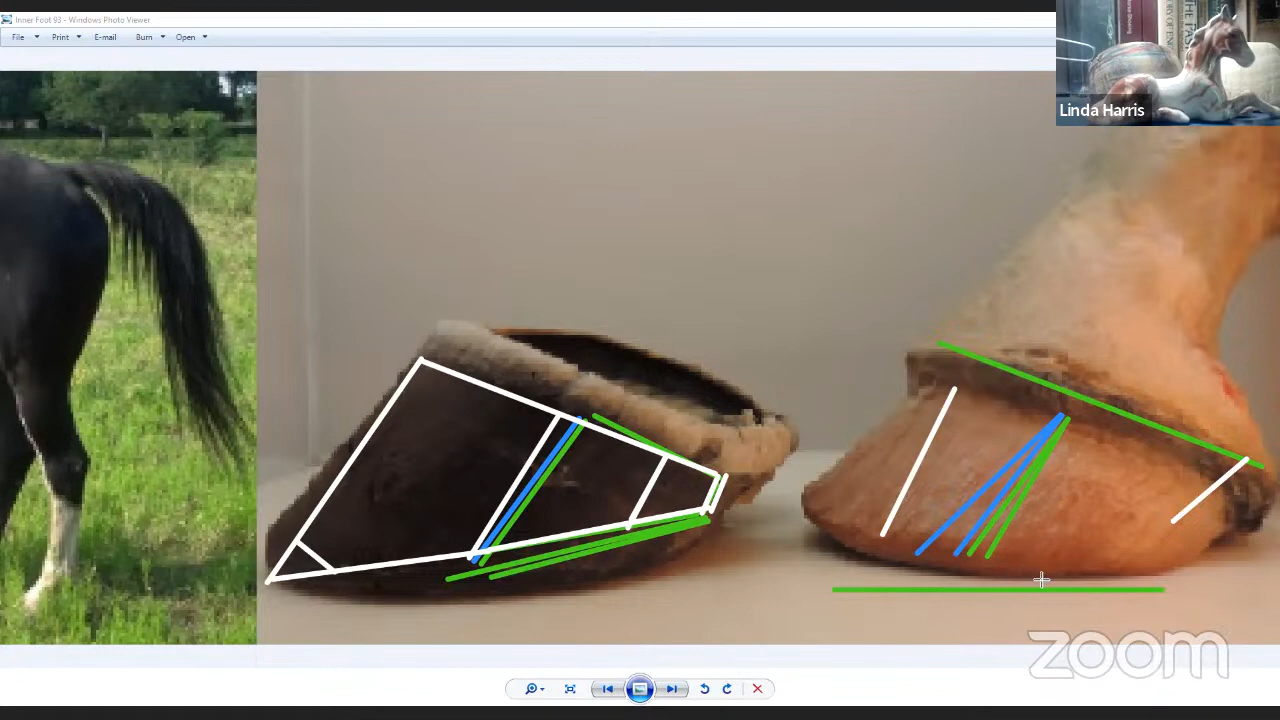 Inner Foot 93 - Windows Photo Viewer
File Print E-mail Burn Open
Linda Harris
zoom